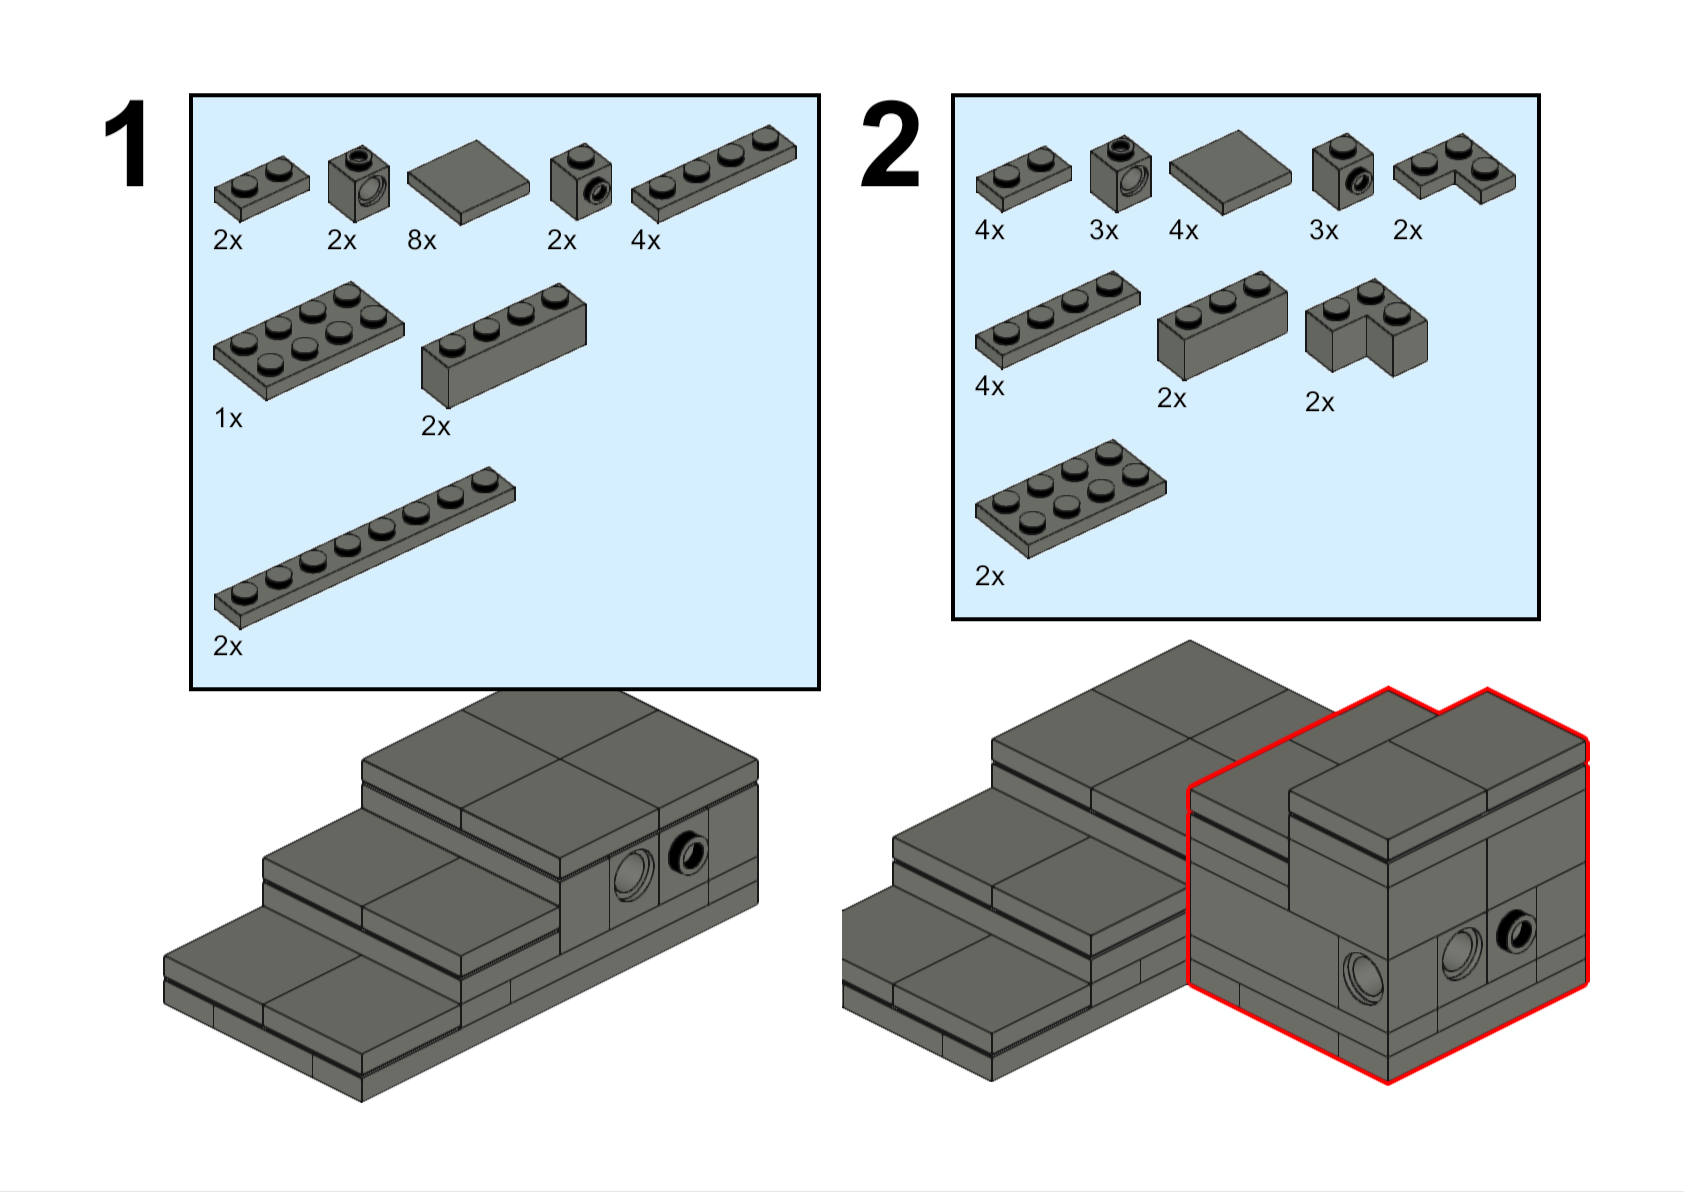 1
2x 2x 8x 2x 4x
1x 2x
2x
2
4x 3x 4x 3x 2x
4x 2x 2x
2x